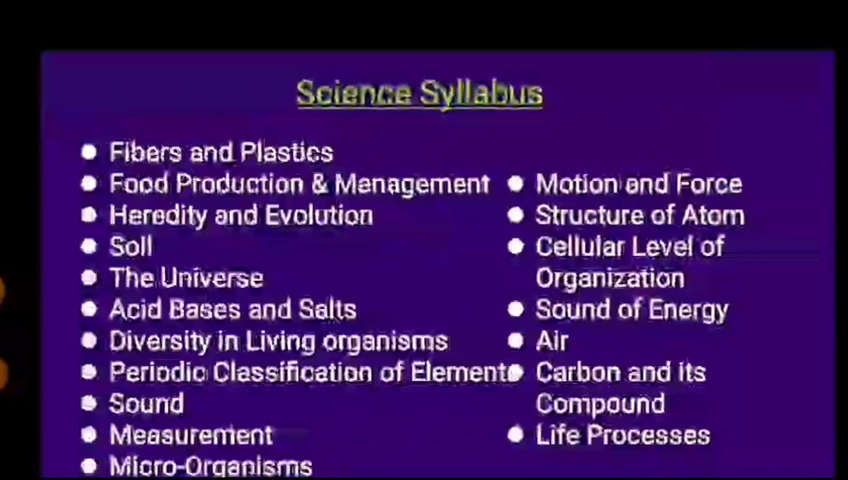 Science Syllabus
Fibers and Plastics
Food Production & Management
Heredity and Evolution
Soil
The Universe
Acid Bases and Salts
Diversity in Living organisms
Periodic Classification of Element
Sound
Measurement
Micro-Organisms
Motion and Force
Structure of Atom
Cellular Level of
Organization
Sound of Energy
Air
Carbon and its
Compound
Life Processes